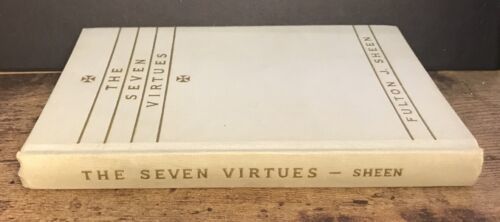 THE
SEVEN
VIRTUES
FULTON J. SHEEN
THE SEVEN VIRTUES – SHEEN